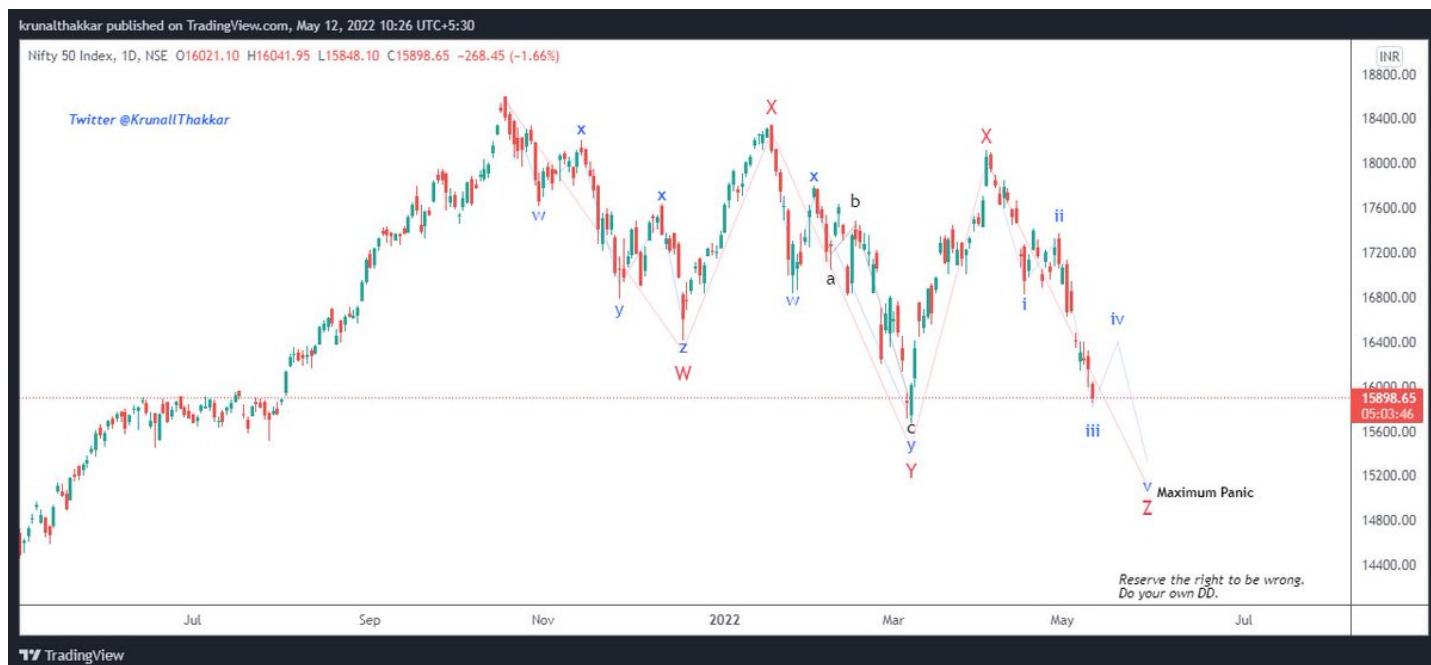 krunalthakkar published on TradingView.com, May 12, 2022 10:26 UTC+5:30
Nifty 50 Index, 1D, NSE O16021.10 H16041.95 L15848.10 C15898.65 −268.45 (−1.66%)
INR
18800.00
Twitter @KrunallThakkar
18400.00
X
x
X
18000.00
x
x
b
17600.00
w
ii
17200.00
a
w
i
16800.00
y
iv
z
16400.00
W
16000.00
15898.65
05:03:46
c
iii
15600.00
y
Y
15200.00
v
Maximum Panic
Z
14800.00
14400.00
Reserve the right to be wrong.
Do your own DD.
Jul Sep Nov 2022 Mar May Jul
TradingView